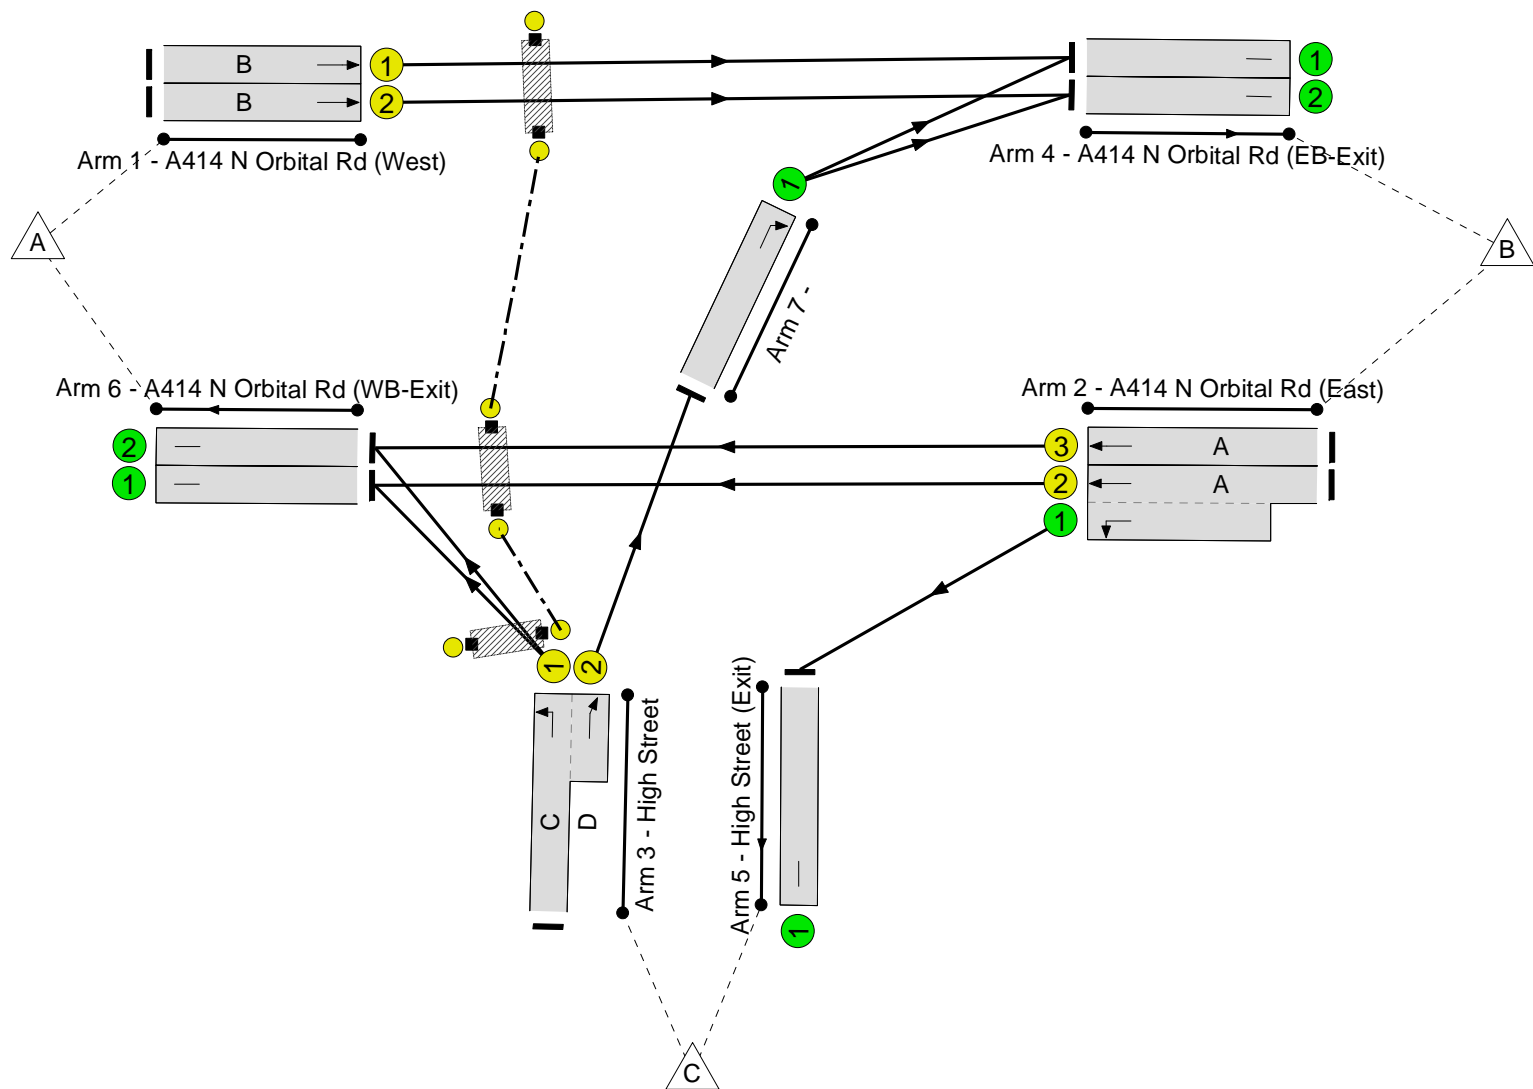 B 1
1
B 2
2
Arm 1 - A414 N Orbital Rd (West)
Arm 4 - A414 N Orbital Rd (EB-Exit)
1
A
B
Arm 7 -
Arm 6 - A414 N Orbital Rd (WB-Exit)
Arm 2 - A414 N Orbital Rd (East)
2
3 A
1
2 A
1
1 2
C D
Arm 3 - High Street
Arm 5 - High Street (Exit)
1
C